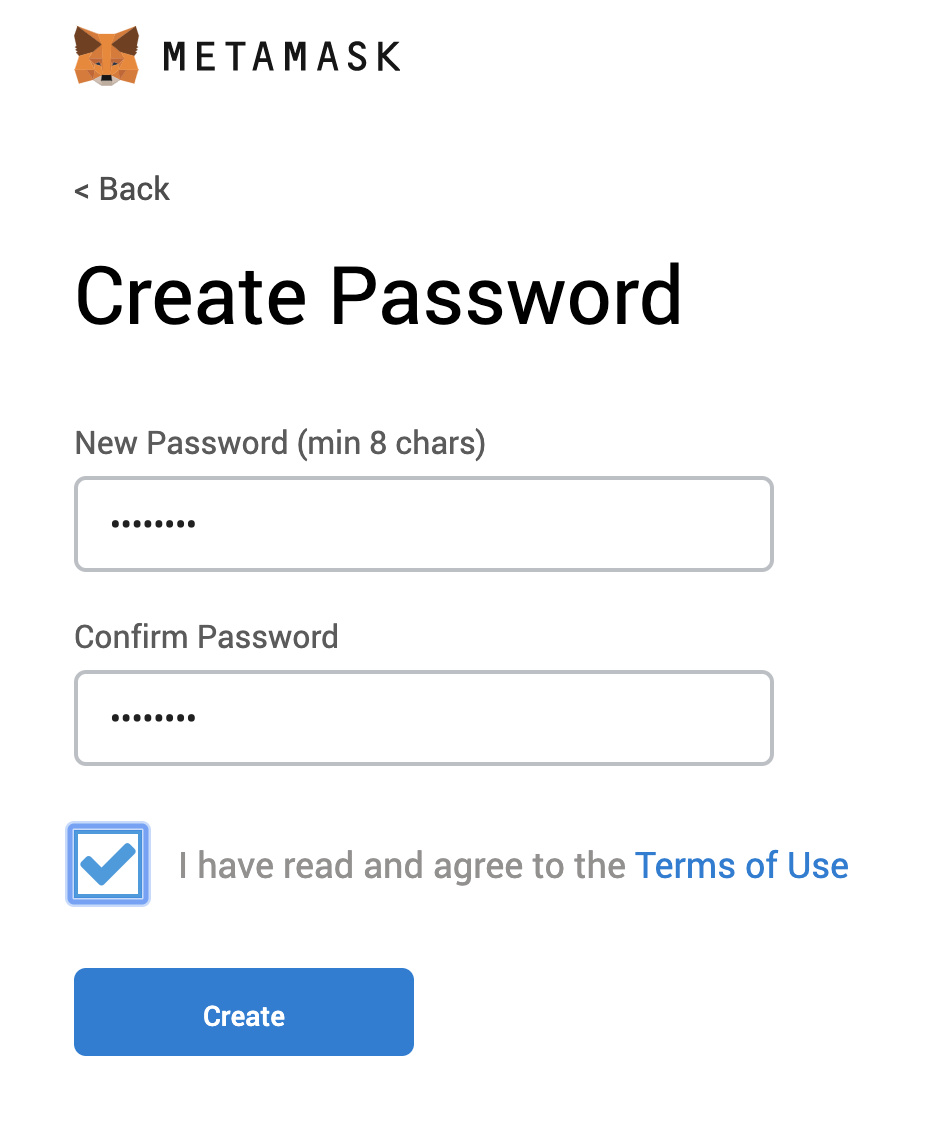 METAMASK
< Back
Create Password
New Password (min 8 chars)
••••••••
Confirm Password
••••••••
I have read and agree to the Terms of Use
Create